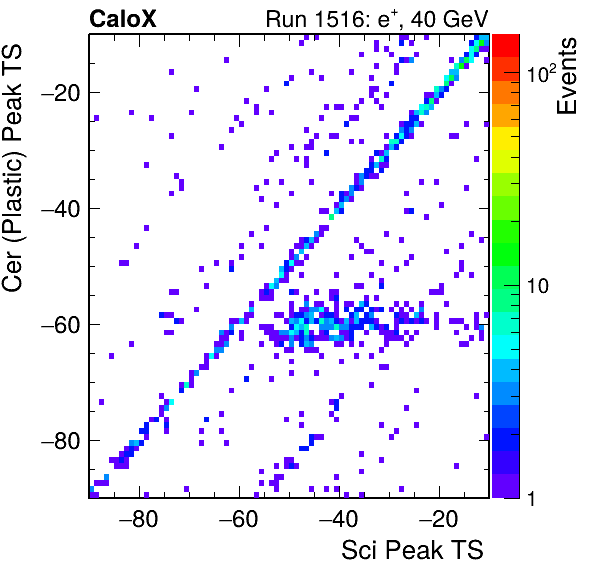 CaloX
Run 1516: e+, 40 GeV
Cer (Plastic) Peak TS
−20
−40
−60
−80
−80
−60
−40
−20
Sci Peak TS
Events
10²
10
1